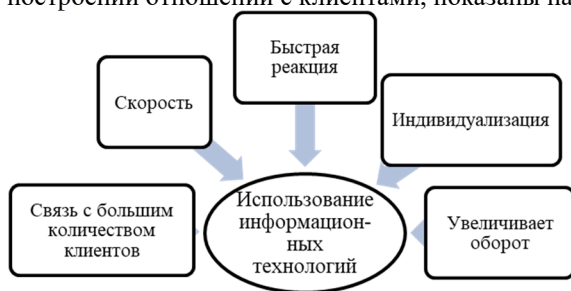 построении отношений с клиентами, показаны на
Быстрая
реакция
Скорость
Индивидуализация
Связь с большим
количеством
клиентов
Использование
информацион-
ных
технологий
Увеличивает
оборот